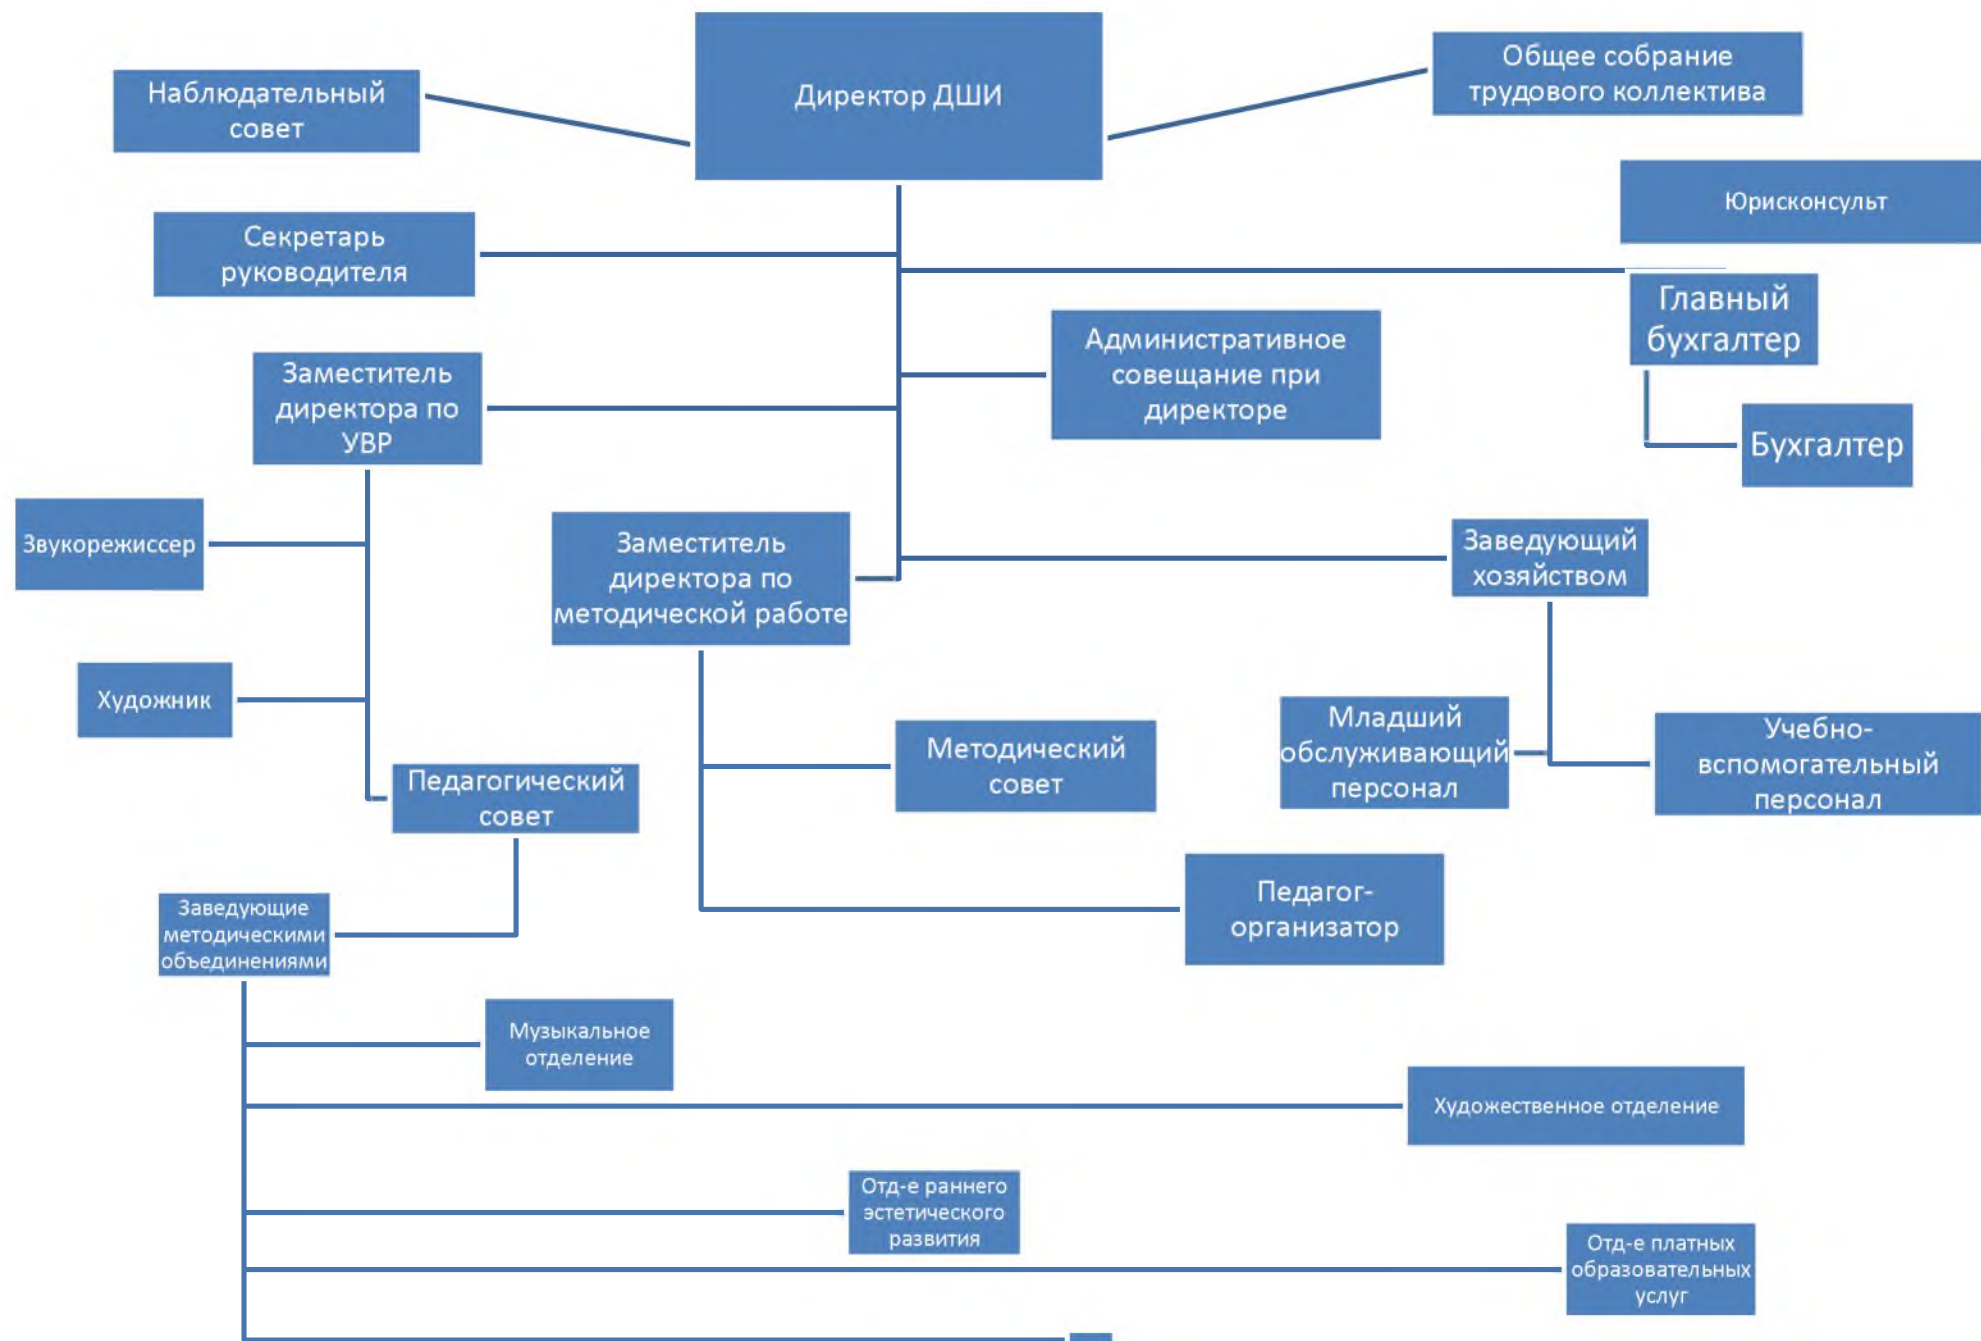 Директор ДШИ
Общее собрание
трудового коллектива
Наблюдательный
совет
Юрисконсульт
Секретарь
руководителя
Главный
бухгалтер
Административное
совещание при
директоре
Заместитель
директора по
УВР
Бухгалтер
Звукорежиссер
Заместитель
директора по
методической работе
Заведующий
хозяйством
Художник
Младший
обслуживающий
персонал
Учебно-
вспомогательный
персонал
Методический
совет
Педагогический
совет
Педагог-
организатор
Заведующие
методическими
объединениями
Музыкальное
отделение
Художественное отделение
Отд-е раннего
эстетического
развития
Отд-е платных
образовательных
услуг